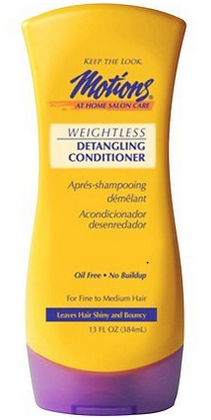 KEEP THE LOOK.
Motions®
AT HOME SALON CARE
WEIGHTLESS
DETANGLING
CONDITIONER
Après-shampooing
démêlant
Acondicionador
desenredador
Oil Free • No Buildup
For Fine to Medium Hair
Leaves Hair Shiny and Bouncy
13 FL OZ (384mL)